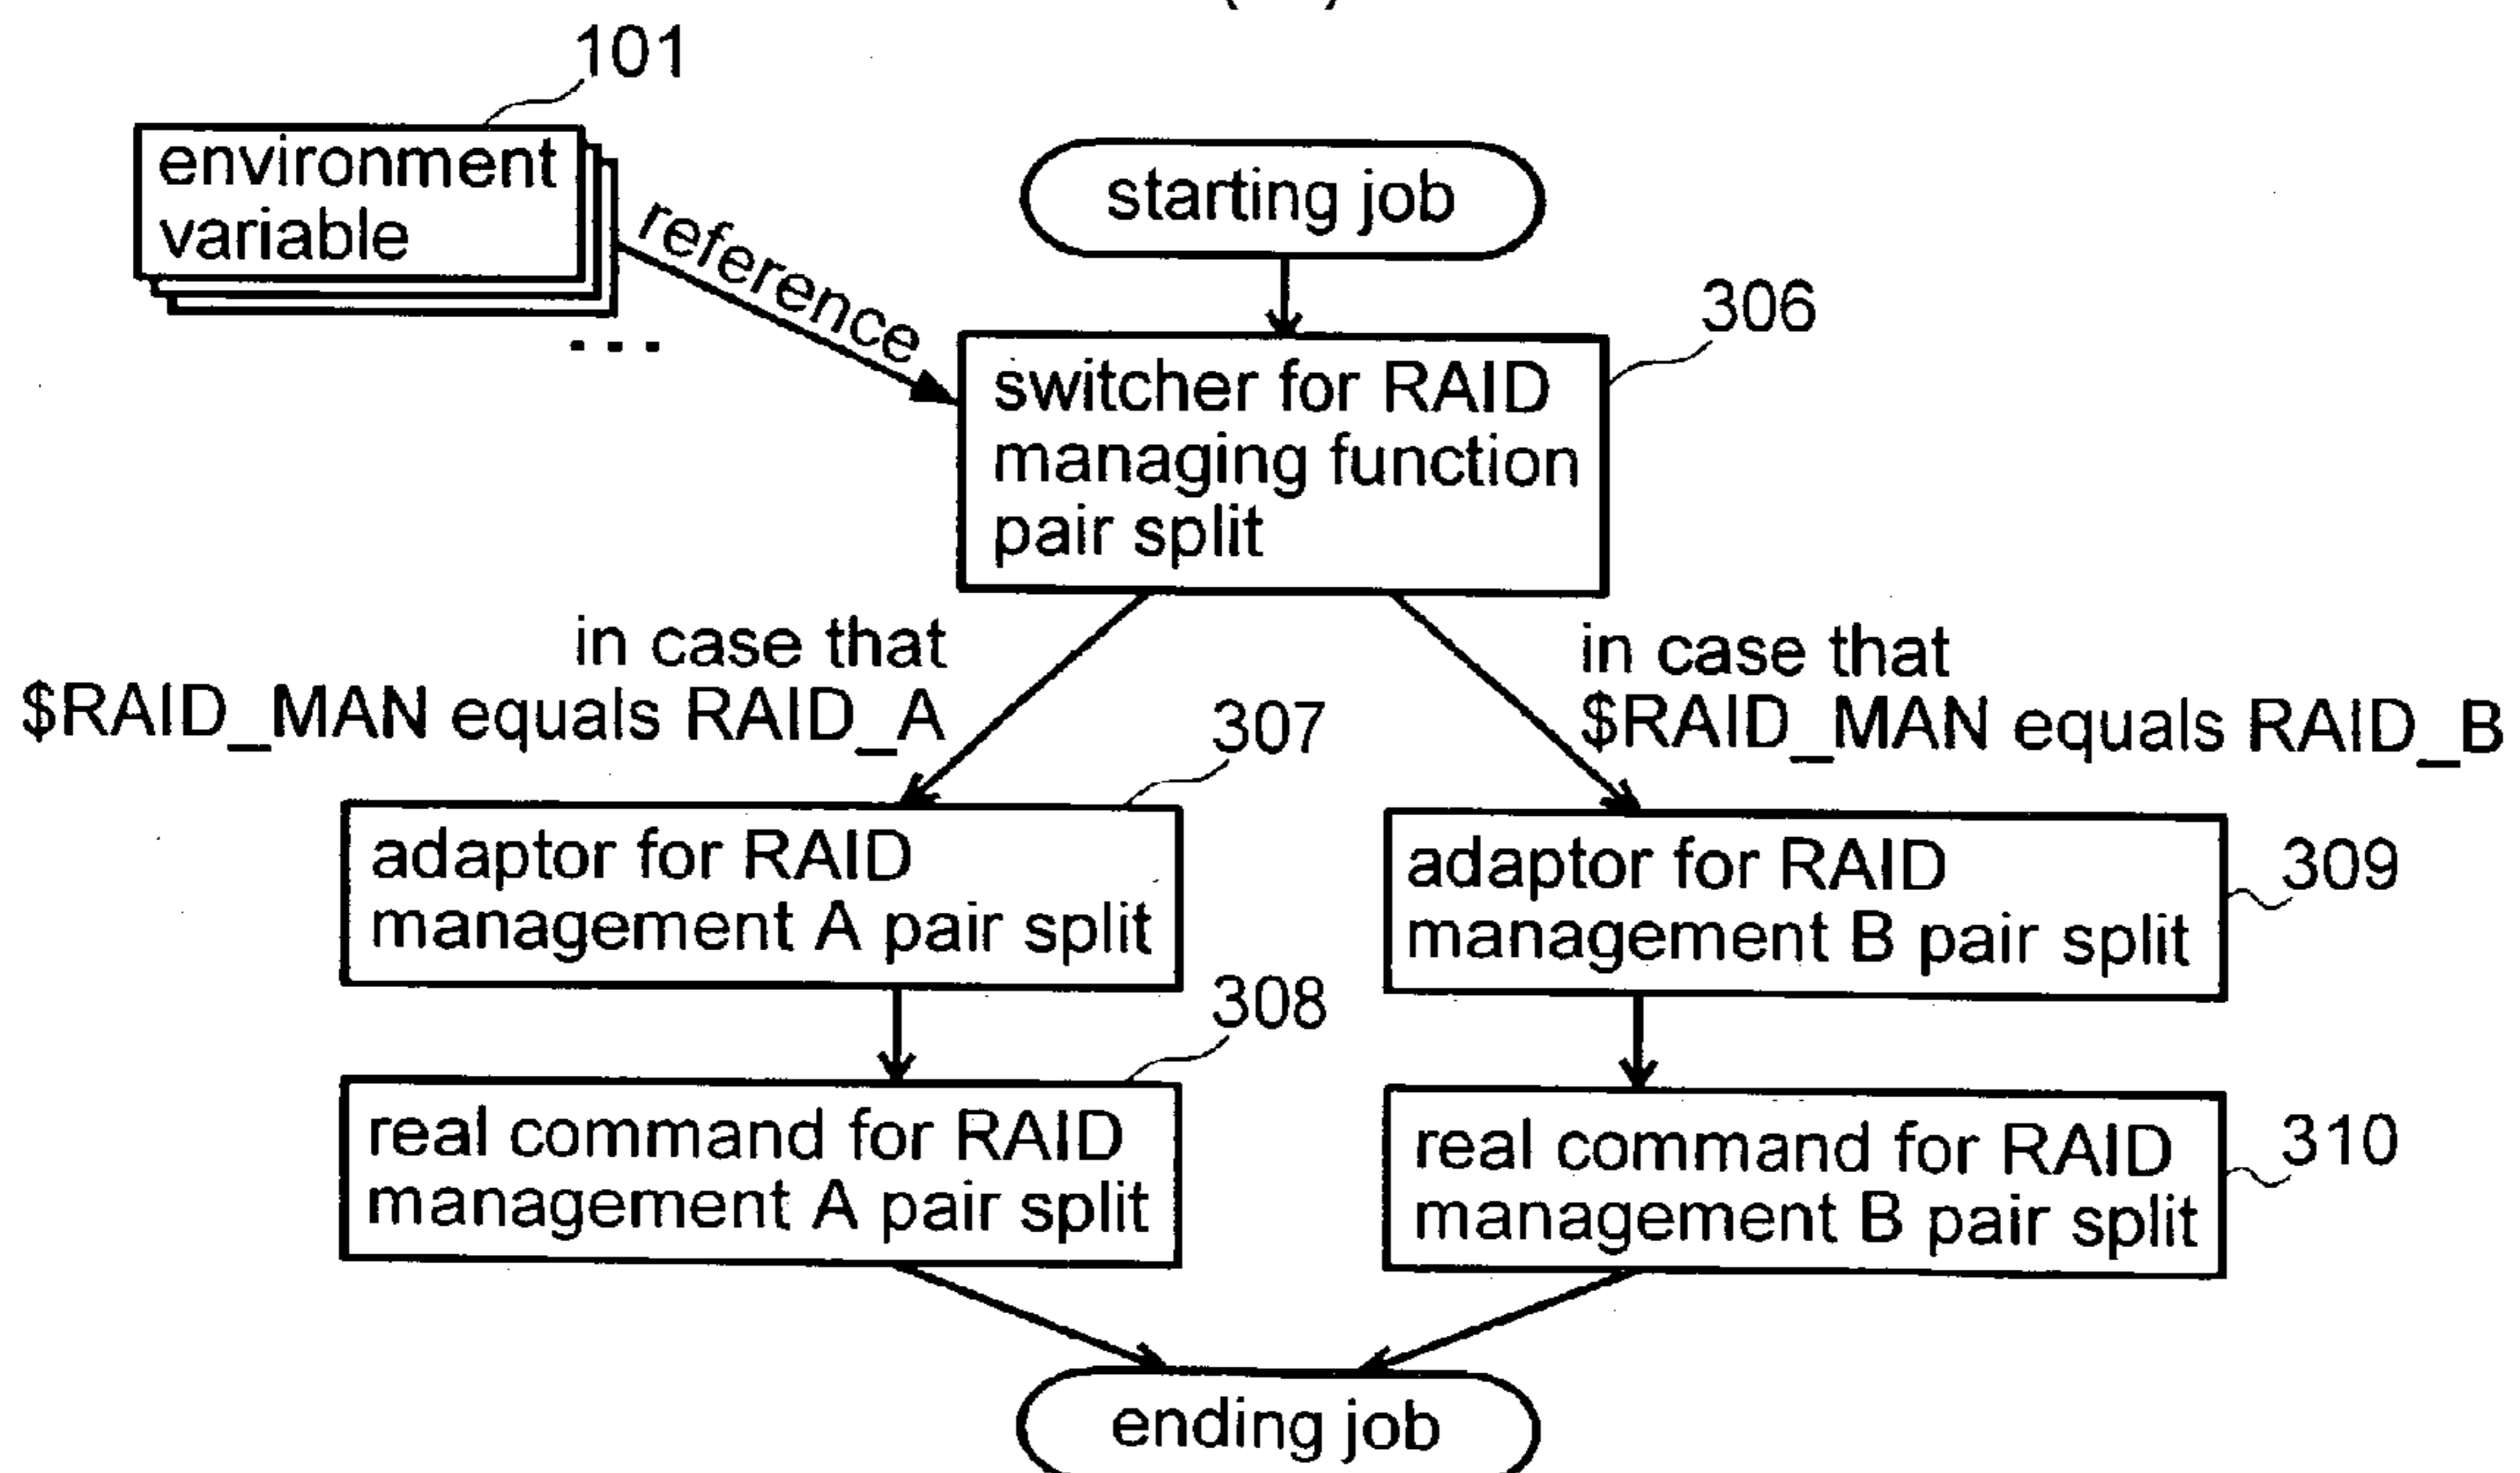 101
environment
variable
reference
...
starting job
306
switcher for RAID
managing function
pair split
in case that
$RAID_MAN equals RAID_A
in case that
$RAID_MAN equals RAID_B
307
adaptor for RAID
management A pair split
309
adaptor for RAID
management B pair split
308
real command for RAID
management A pair split
310
real command for RAID
management B pair split
ending job